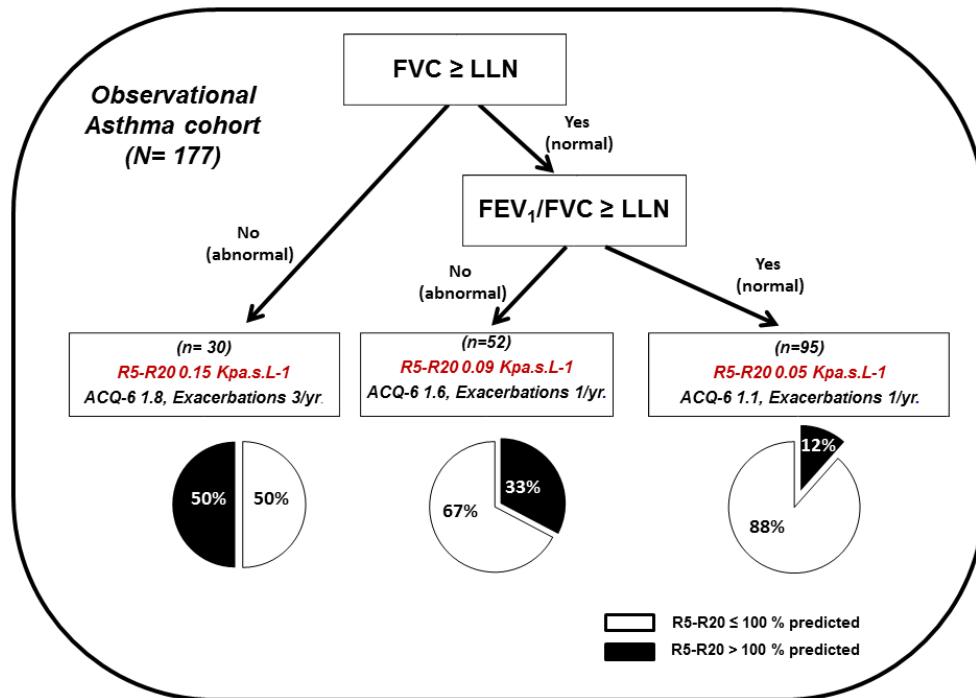 FVC ≥ LLN
Observational
Asthma cohort
(N= 177)
Yes
(normal)
FEV₁/FVC ≥ LLN
No
(abnormal)
No
(abnormal)
Yes
(normal)
(n= 30)
R5-R20 0.15 Kpa.s.L-1
ACQ-6 1.8, Exacerbations 3/yr.
(n=52)
R5-R20 0.09 Kpa.s.L-1
ACQ-6 1.6, Exacerbations 1/yr.
(n=95)
R5-R20 0.05 Kpa.s.L-1
ACQ-6 1.1, Exacerbations 1/yr.
50%
50%
67%
33%
12%
88%
R5-R20 ≤ 100 % predicted
R5-R20 > 100 % predicted